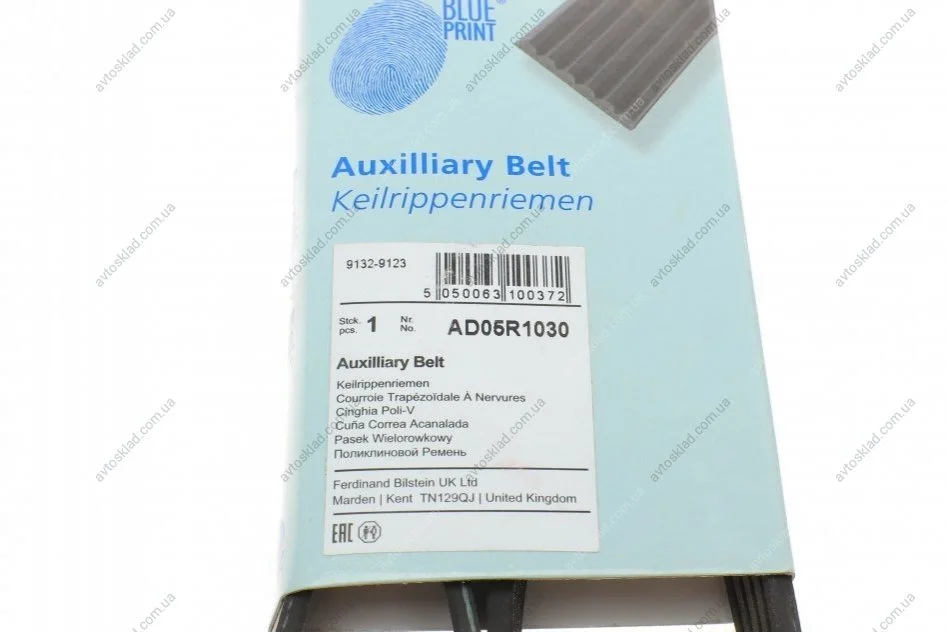 BLUE
PRINT
Auxilliary Belt
Keilrippenriemen
9132-9123
5 050063 100372
Stck.
pcs. 1 Nr.
No. AD05R1030
Auxilliary Belt
Keilrippenriemen
Courroie Trapézoïdale À Nervures
Cinghia Poli-V
Cuña Correa Acanalada
Pasek Wielorowkowy
Поликлиновой Ремень
Ferdinand Bilstein UK Ltd
Marden | Kent TN129QJ | United Kingdom
EAC
avtosklad.com.ua